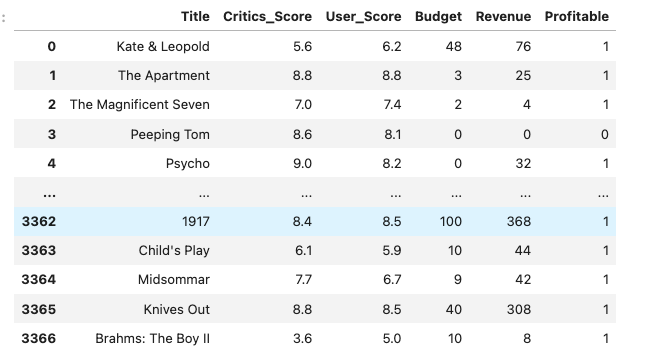 : Title Critics_Score User_Score Budget Revenue Profitable
0 Kate & Leopold 5.6 6.2 48 76 1
1 The Apartment 8.8 8.8 3 25 1
2 The Magnificent Seven 7.0 7.4 2 4 1
3 Peeping Tom 8.6 8.1 0 0 0
4 Psycho 9.0 8.2 0 32 1
... ... ... ... ... ... ...
3362 1917 8.4 8.5 100 368 1
3363 Child's Play 6.1 5.9 10 44 1
3364 Midsommar 7.7 6.7 9 42 1
3365 Knives Out 8.8 8.5 40 308 1
3366 Brahms: The Boy II 3.6 5.0 10 8 1